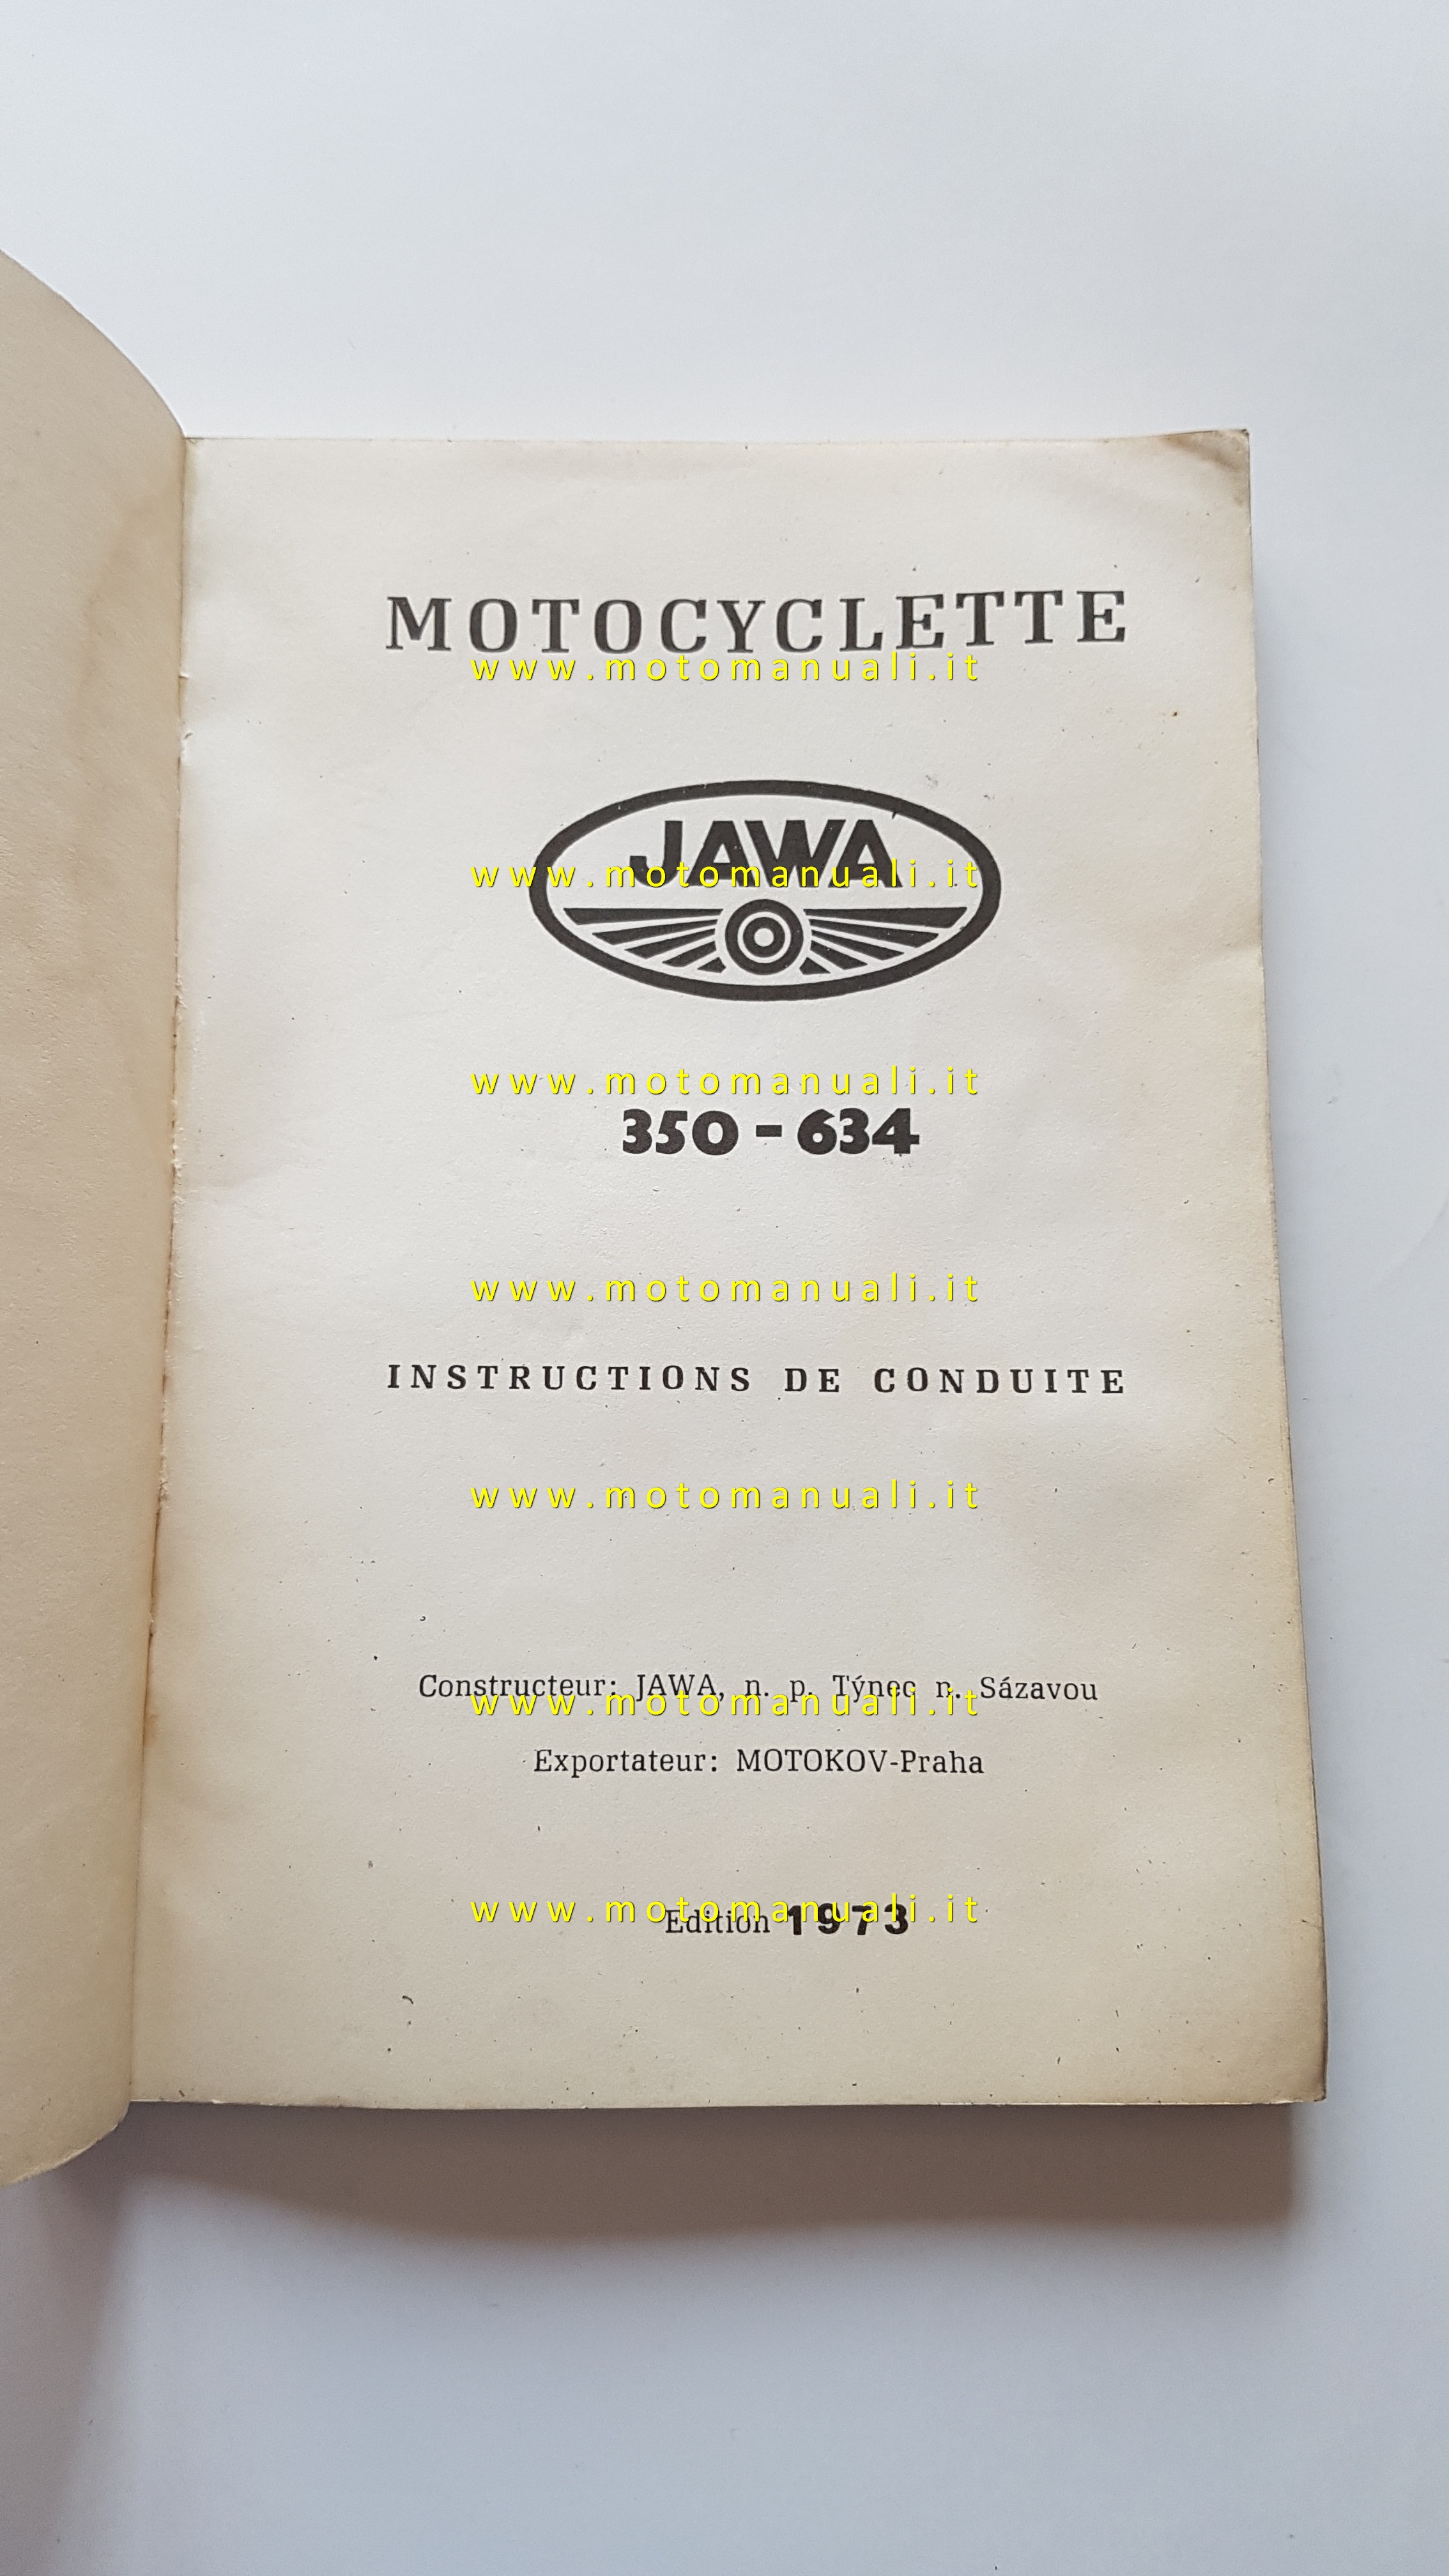 MOTOCYCLETTE
www.motomanuali.it
JAWA
www.motomanuali.it
www.motomanuali.it
350 - 634
www.motomanuali.it
INSTRUCTIONS DE CONDUITE
www.motomanuali.it
Constructeur: JAWA, n. p. Týnec n. Sázavou
www.motomanuali.it
Exportateur: MOTOKOV-Praha
www.motomanuali.it
Edition 1973